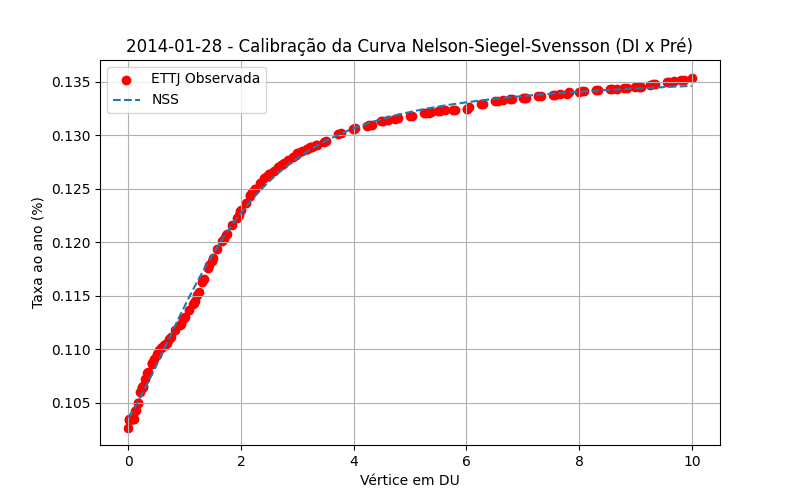 2014-01-28 - Calibração da Curva Nelson-Siegel-Svensson (DI x Pré)
ETTJ Observada
NSS
Taxa ao ano (%)
0.135
0.130
0.125
0.120
0.115
0.110
0.105
0 2 4 6 8 10
Vértice em DU